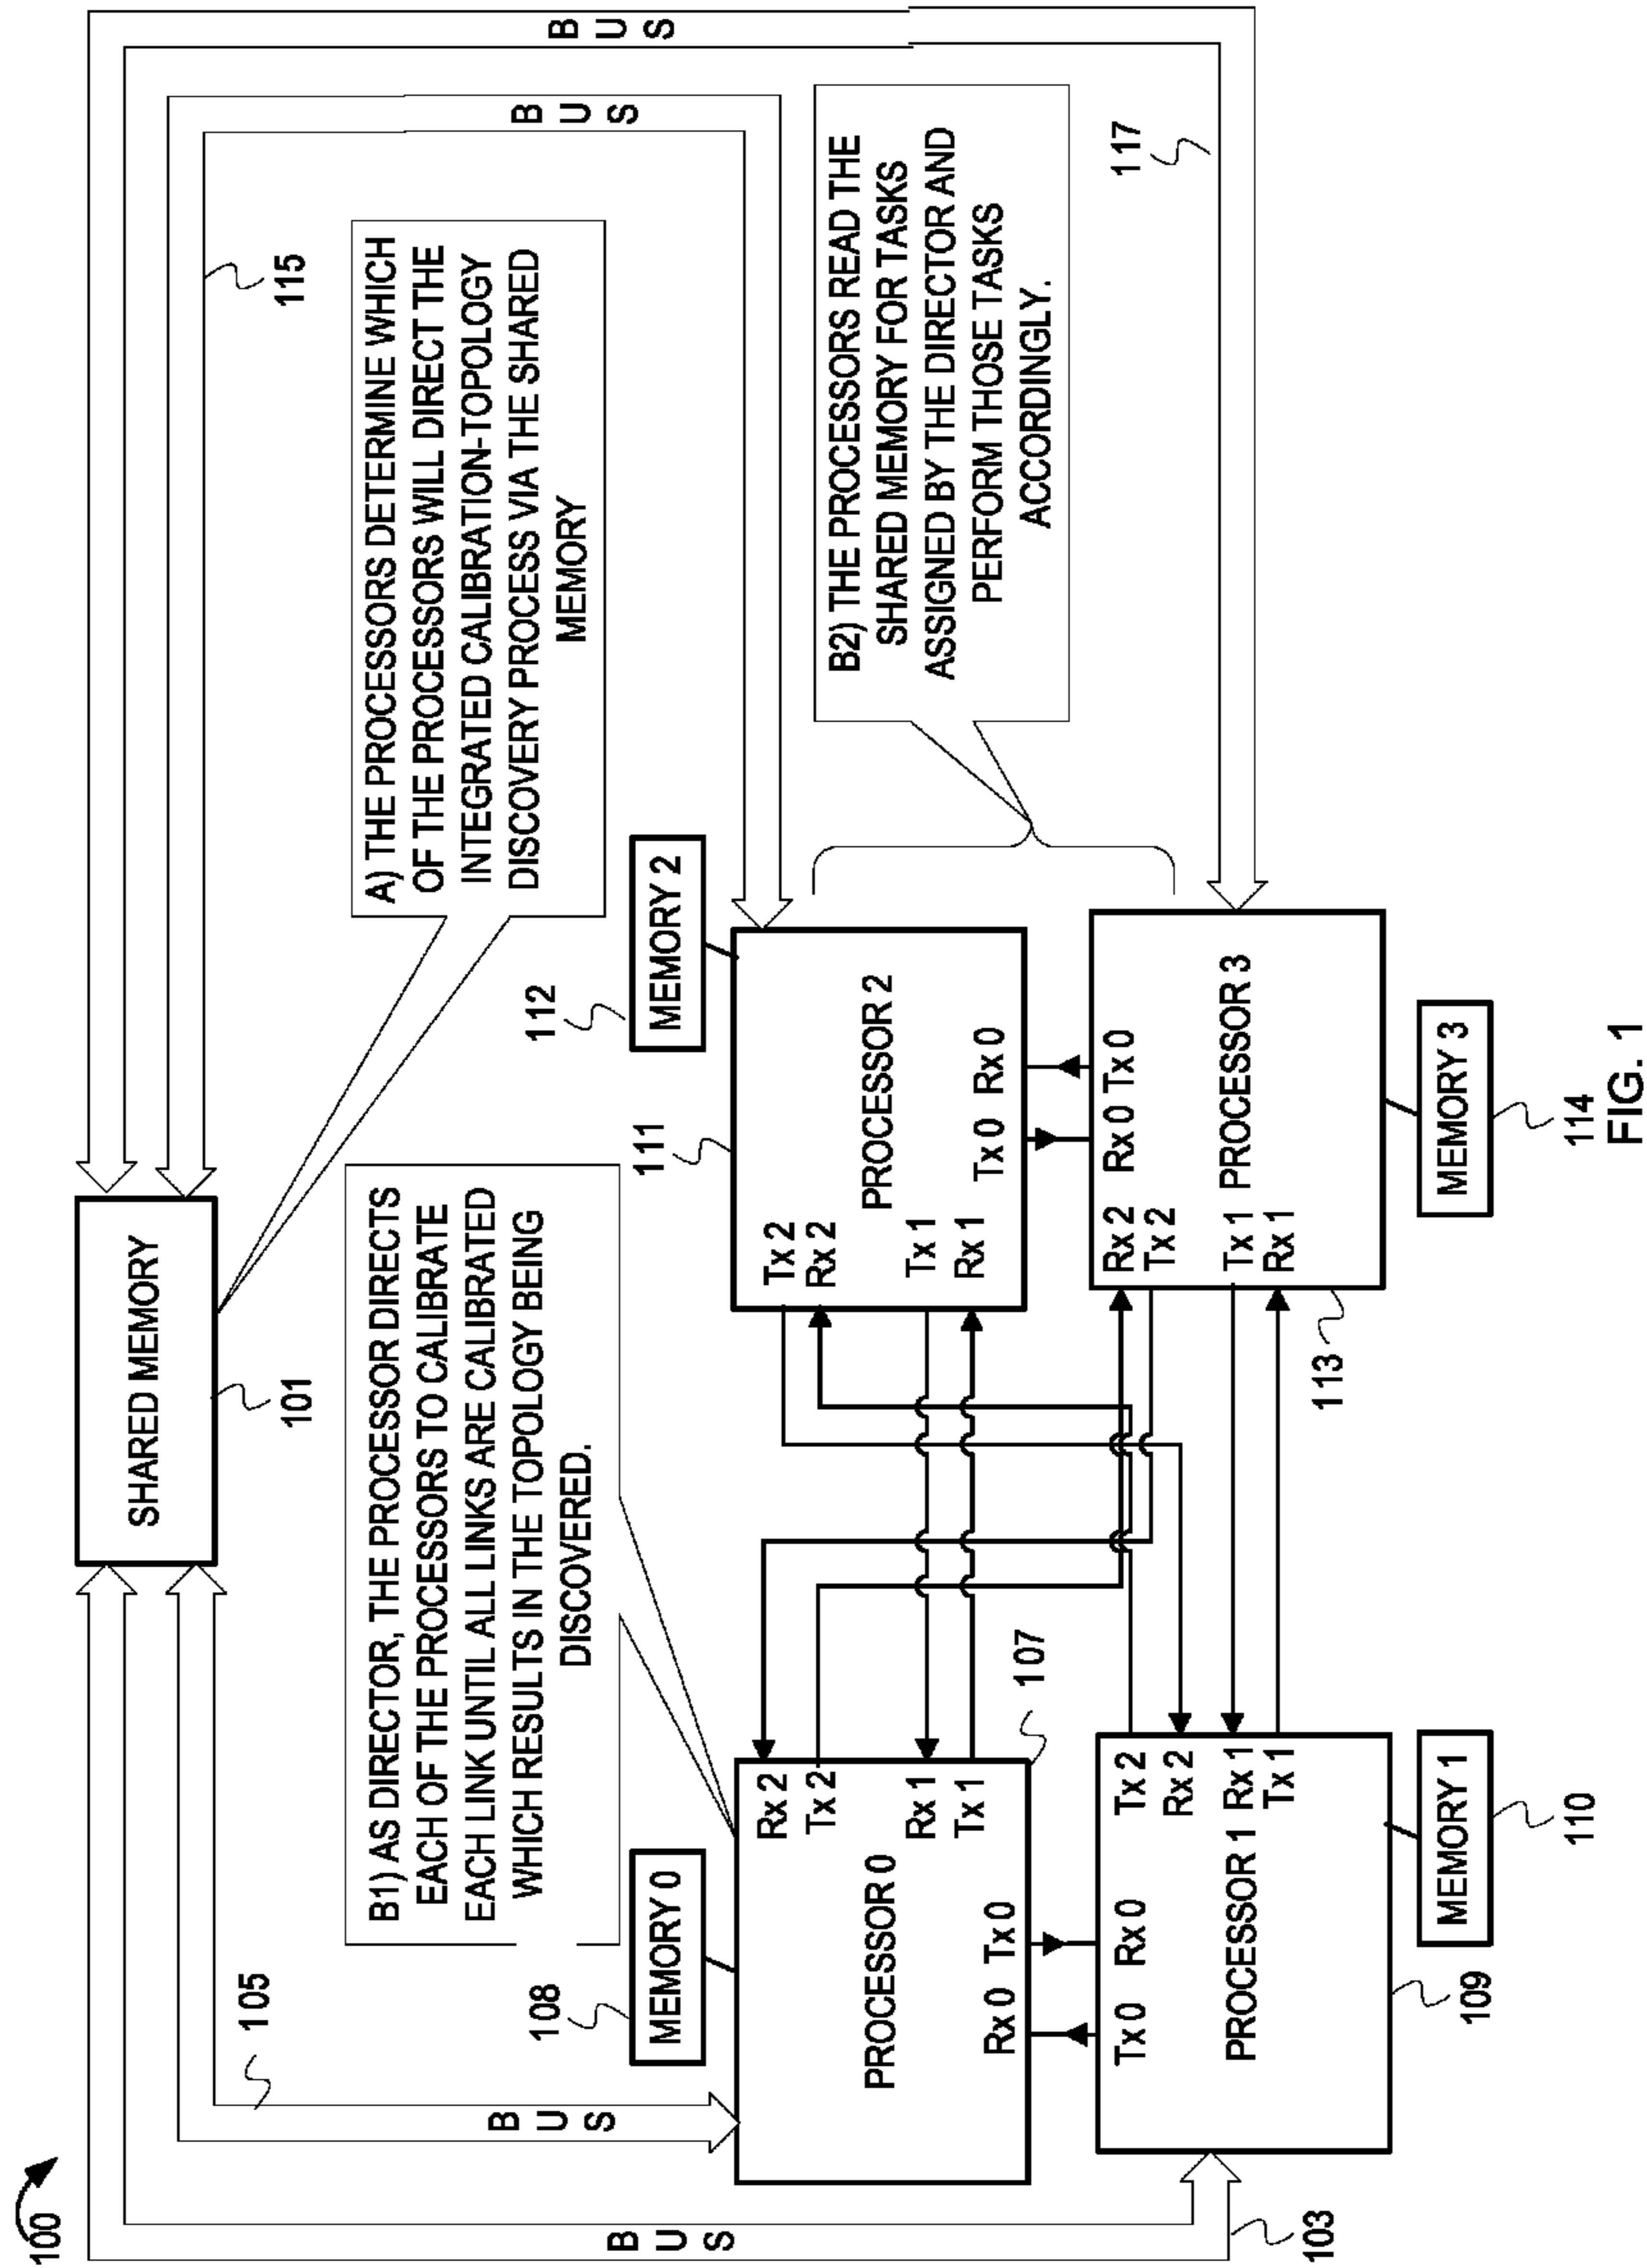 100
SHARED MEMORY
101
BUS
BUS
BUS
BUS
103
105
115
117
A) THE PROCESSORS DETERMINE WHICH
OF THE PROCESSORS WILL DIRECT THE
INTEGRATED CALIBRATION-TOPOLOGY
DISCOVERY PROCESS VIA THE SHARED
MEMORY
B1) AS DIRECTOR, THE PROCESSOR DIRECTS
EACH OF THE PROCESSORS TO CALIBRATE
EACH LINK UNTIL ALL LINKS ARE CALIBRATED
WHICH RESULTS IN THE TOPOLOGY BEING
DISCOVERED.
B2) THE PROCESSORS READ THE
SHARED MEMORY FOR TASKS
ASSIGNED BY THE DIRECTOR AND
PERFORM THOSE TASKS
ACCORDINGLY.
108
MEMORY 0
PROCESSOR 0
Rx 2
Tx 2
Rx 1
Tx 1
Rx 0 Tx 0
107
112
MEMORY 2
111
PROCESSOR 2
Tx 2
Rx 2
Tx 1
Rx 1
Tx 0 Rx 0
Tx 0 Rx 0
Tx 2
Rx 2
Rx 1
Tx 1
PROCESSOR 1
109
MEMORY 1
110
Rx 2
Tx 2
Rx 0 Tx 0
Tx 1
Rx 1
PROCESSOR 3
113
MEMORY 3
114
FIG. 1